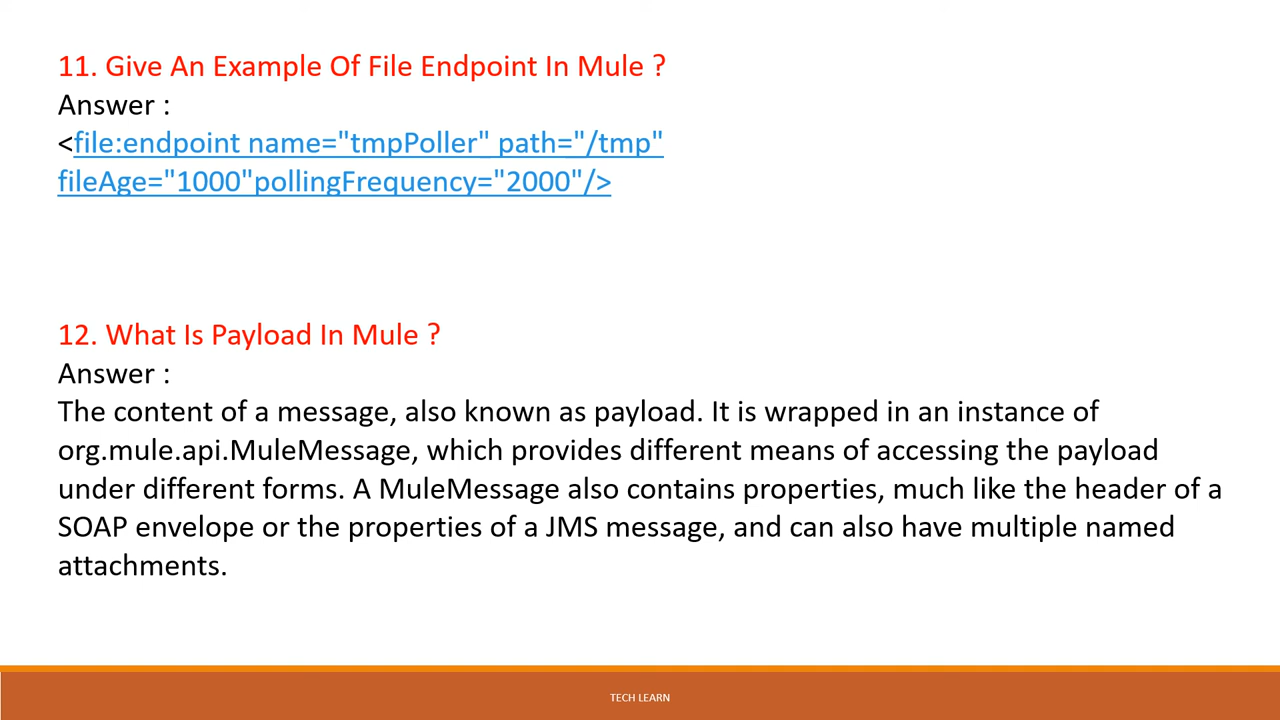 11. Give An Example Of File Endpoint In Mule ?
Answer :
<file:endpoint name="tmpPoller" path="/tmp"
fileAge="1000"pollingFrequency="2000"/>
12. What Is Payload In Mule ?
Answer :
The content of a message, also known as payload. It is wrapped in an instance of
org.mule.api.MuleMessage, which provides different means of accessing the payload
under different forms. A MuleMessage also contains properties, much like the header of a
SOAP envelope or the properties of a JMS message, and can also have multiple named
attachments.
TECH LEARN